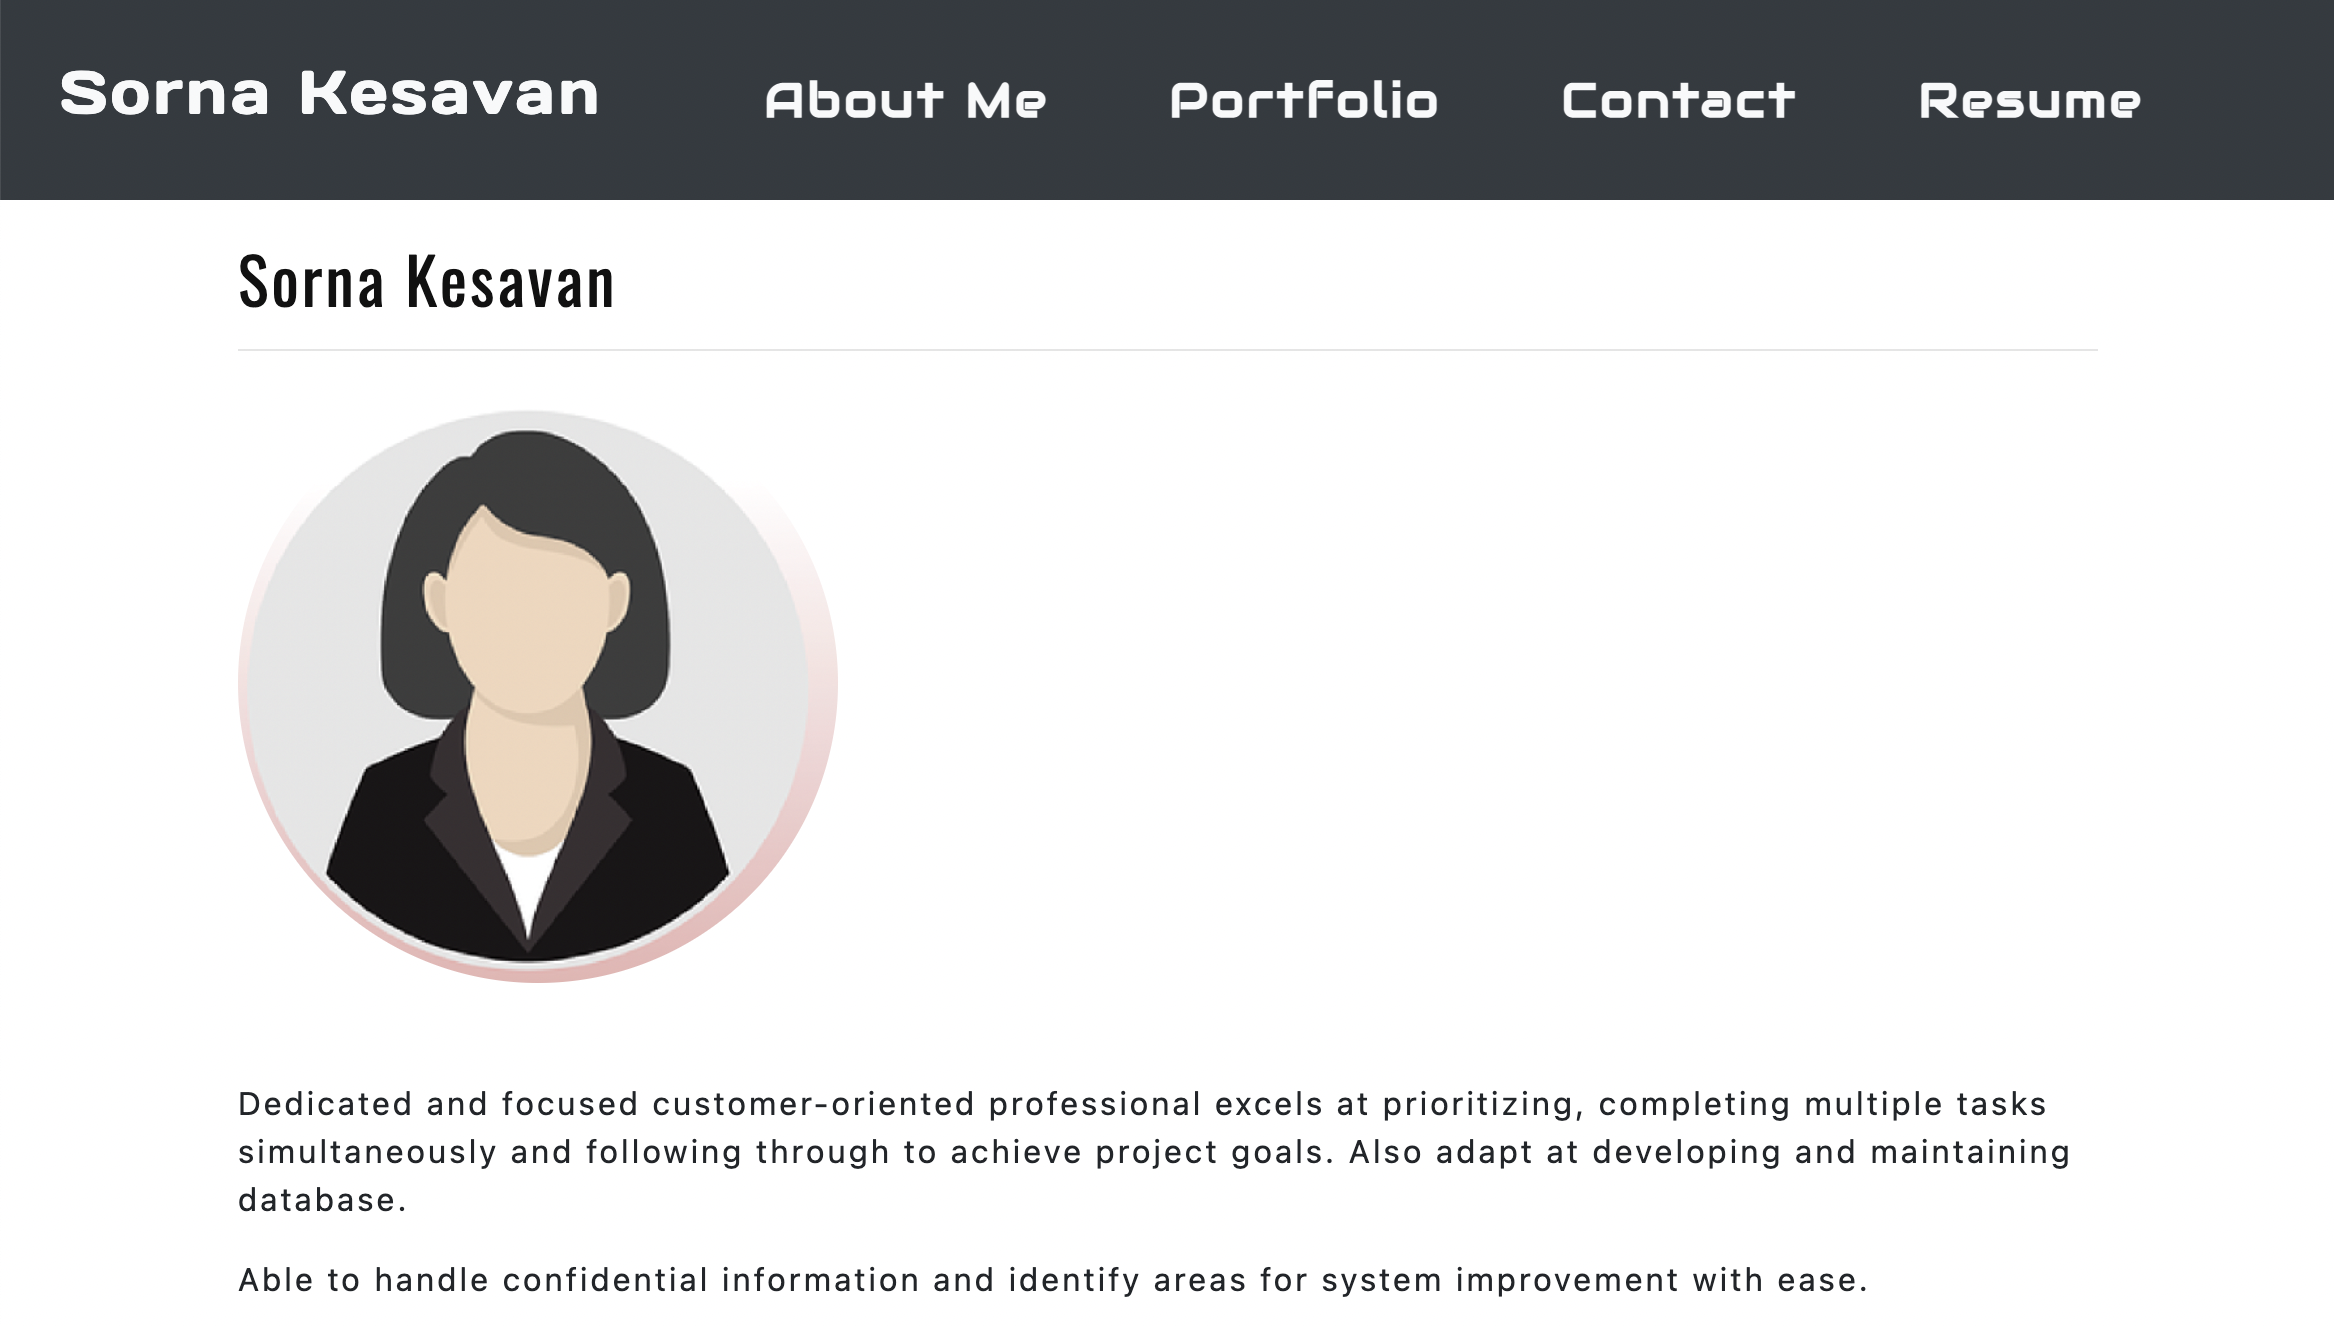 Sorna Kesavan About Me Portfolio Contact Resume
Sorna Kesavan
Dedicated and focused customer-oriented professional excels at prioritizing, completing multiple tasks
simultaneously and following through to achieve project goals. Also adapt at developing and maintaining
database.
Able to handle confidential information and identify areas for system improvement with ease.